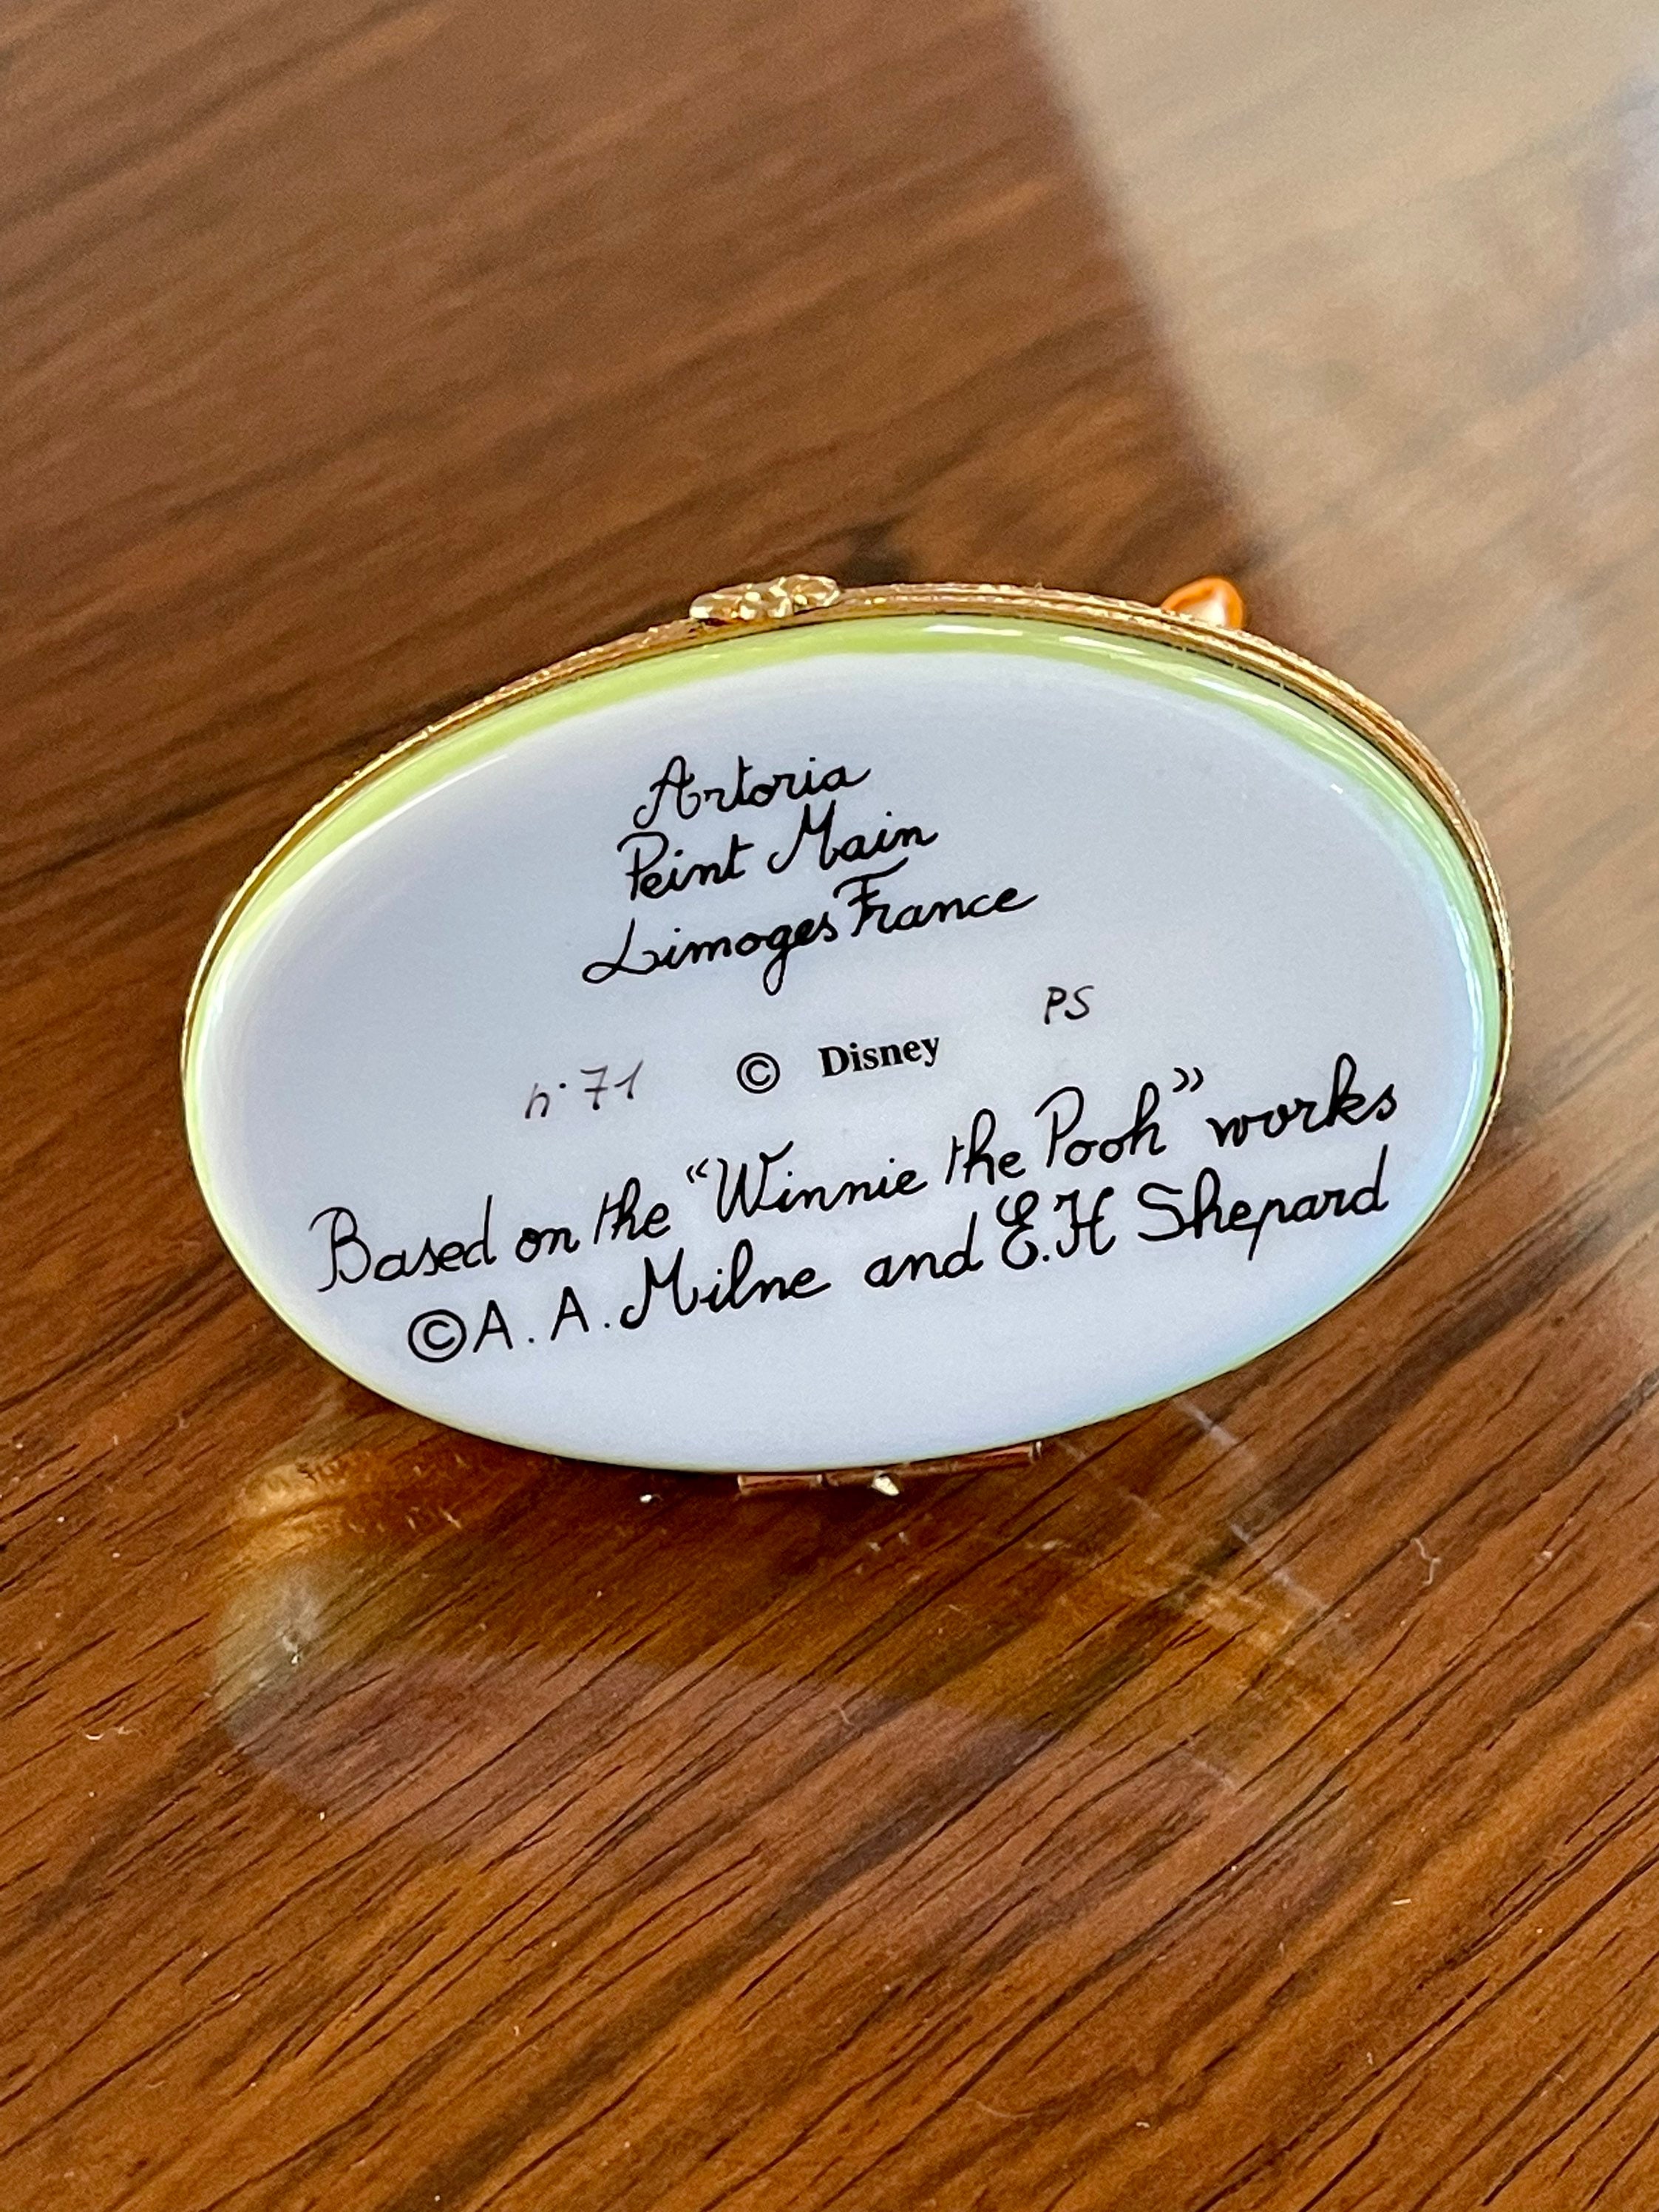 Artoria
Peint Main
Limoges France
PS
n° 71 © Disney
Based on the “Winnie the Pooh” works
© A. A. Milne and E.H Shepard